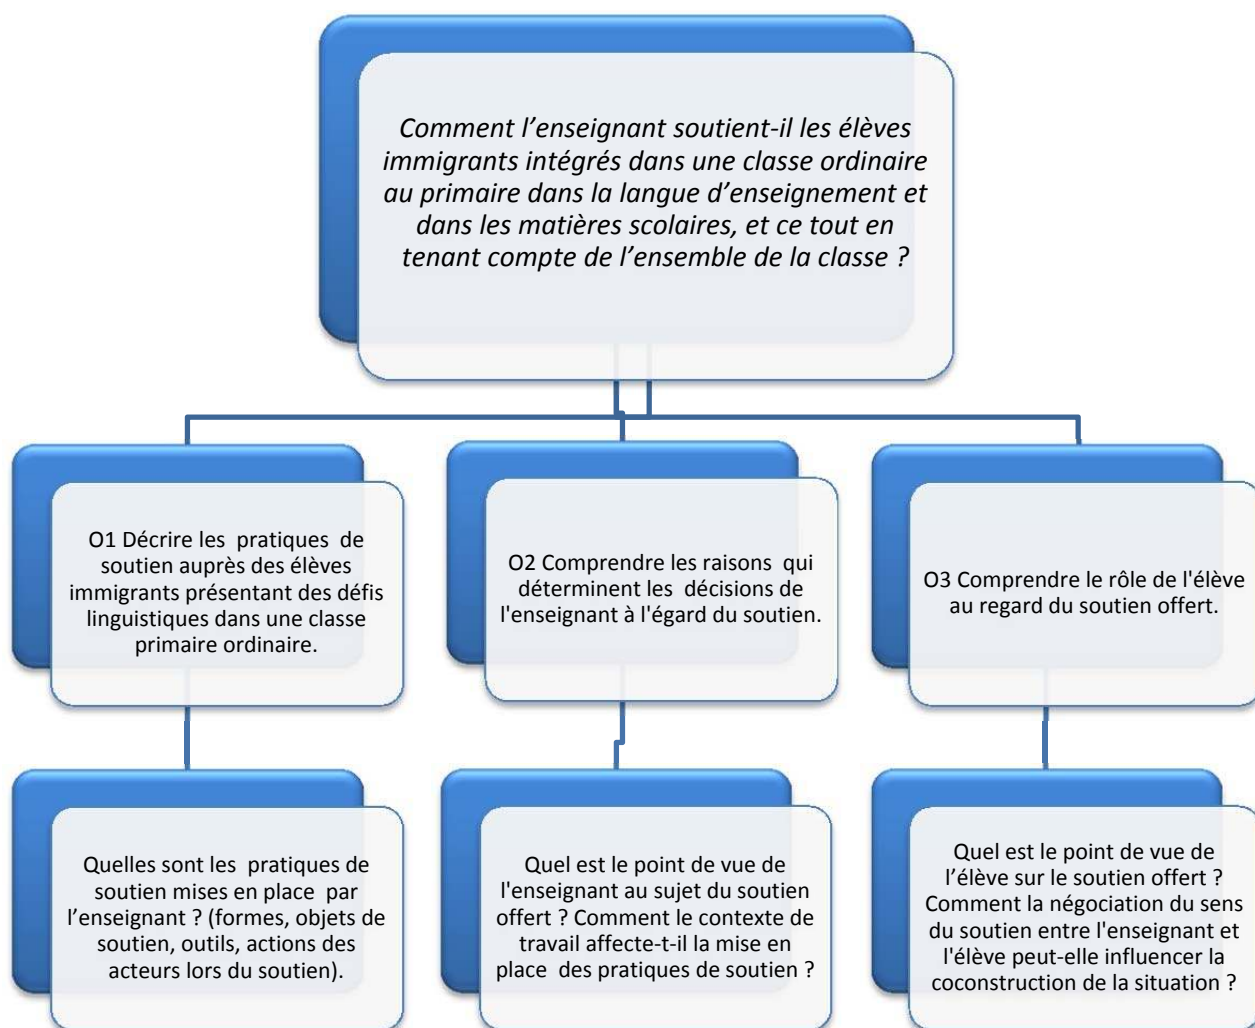 Comment l’enseignant soutient-il les élèves
immigrants intégrés dans une classe ordinaire
au primaire dans la langue d’enseignement et
dans les matières scolaires, et ce tout en
tenant compte de l’ensemble de la classe ?
O1 Décrire les pratiques de
soutien auprès des élèves
immigrants présentant des défis
linguistiques dans une classe
primaire ordinaire.
O2 Comprendre les raisons qui
déterminent les décisions de
l'enseignant à l'égard du soutien.
O3 Comprendre le rôle de l'élève
au regard du soutien offert.
Quelles sont les pratiques de
soutien mises en place par
l’enseignant ? (formes, objets de
soutien, outils, actions des
acteurs lors du soutien).
Quel est le point de vue de
l'enseignant au sujet du soutien
offert ? Comment le contexte de
travail affecte-t-il la mise en
place des pratiques de soutien ?
Quel est le point de vue de
l’élève sur le soutien offert ?
Comment la négociation du sens
du soutien entre l'enseignant et
l'élève peut-elle influencer la
coconstruction de la situation ?